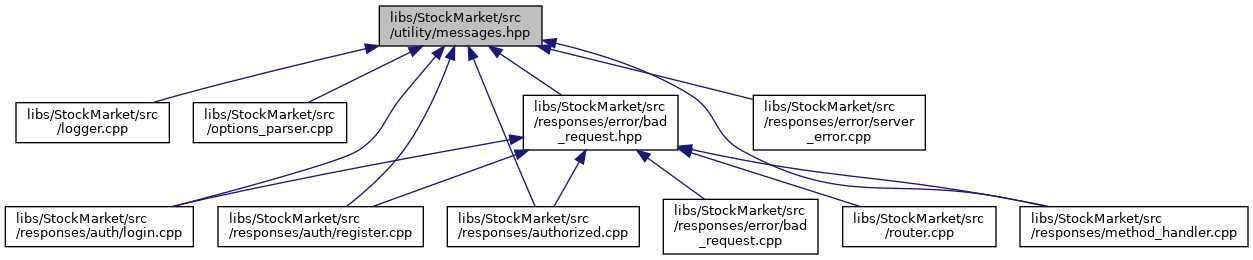 libs/StockMarket/src
/utility/messages.hpp
libs/StockMarket/src
/logger.cpp
libs/StockMarket/src
/options_parser.cpp
libs/StockMarket/src
/responses/error/bad
_request.hpp
libs/StockMarket/src
/responses/error/server
_error.cpp
libs/StockMarket/src
/responses/auth/login.cpp
libs/StockMarket/src
/responses/auth/register.cpp
libs/StockMarket/src
/responses/authorized.cpp
libs/StockMarket/src
/responses/error/bad
_request.cpp
libs/StockMarket/src
/router.cpp
libs/StockMarket/src
/responses/method_handler.cpp